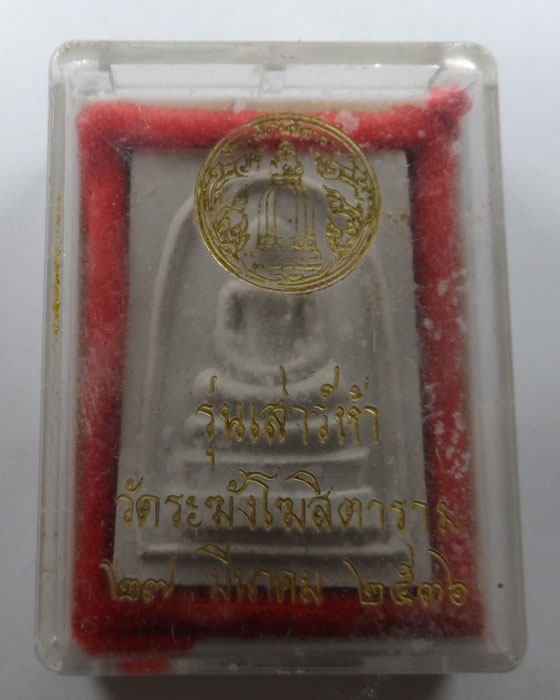 รุ่นเสาร์ห้า
วัดระฆังโฆสิตาราม
๒๗ มีนาคม ๒๕๓๖